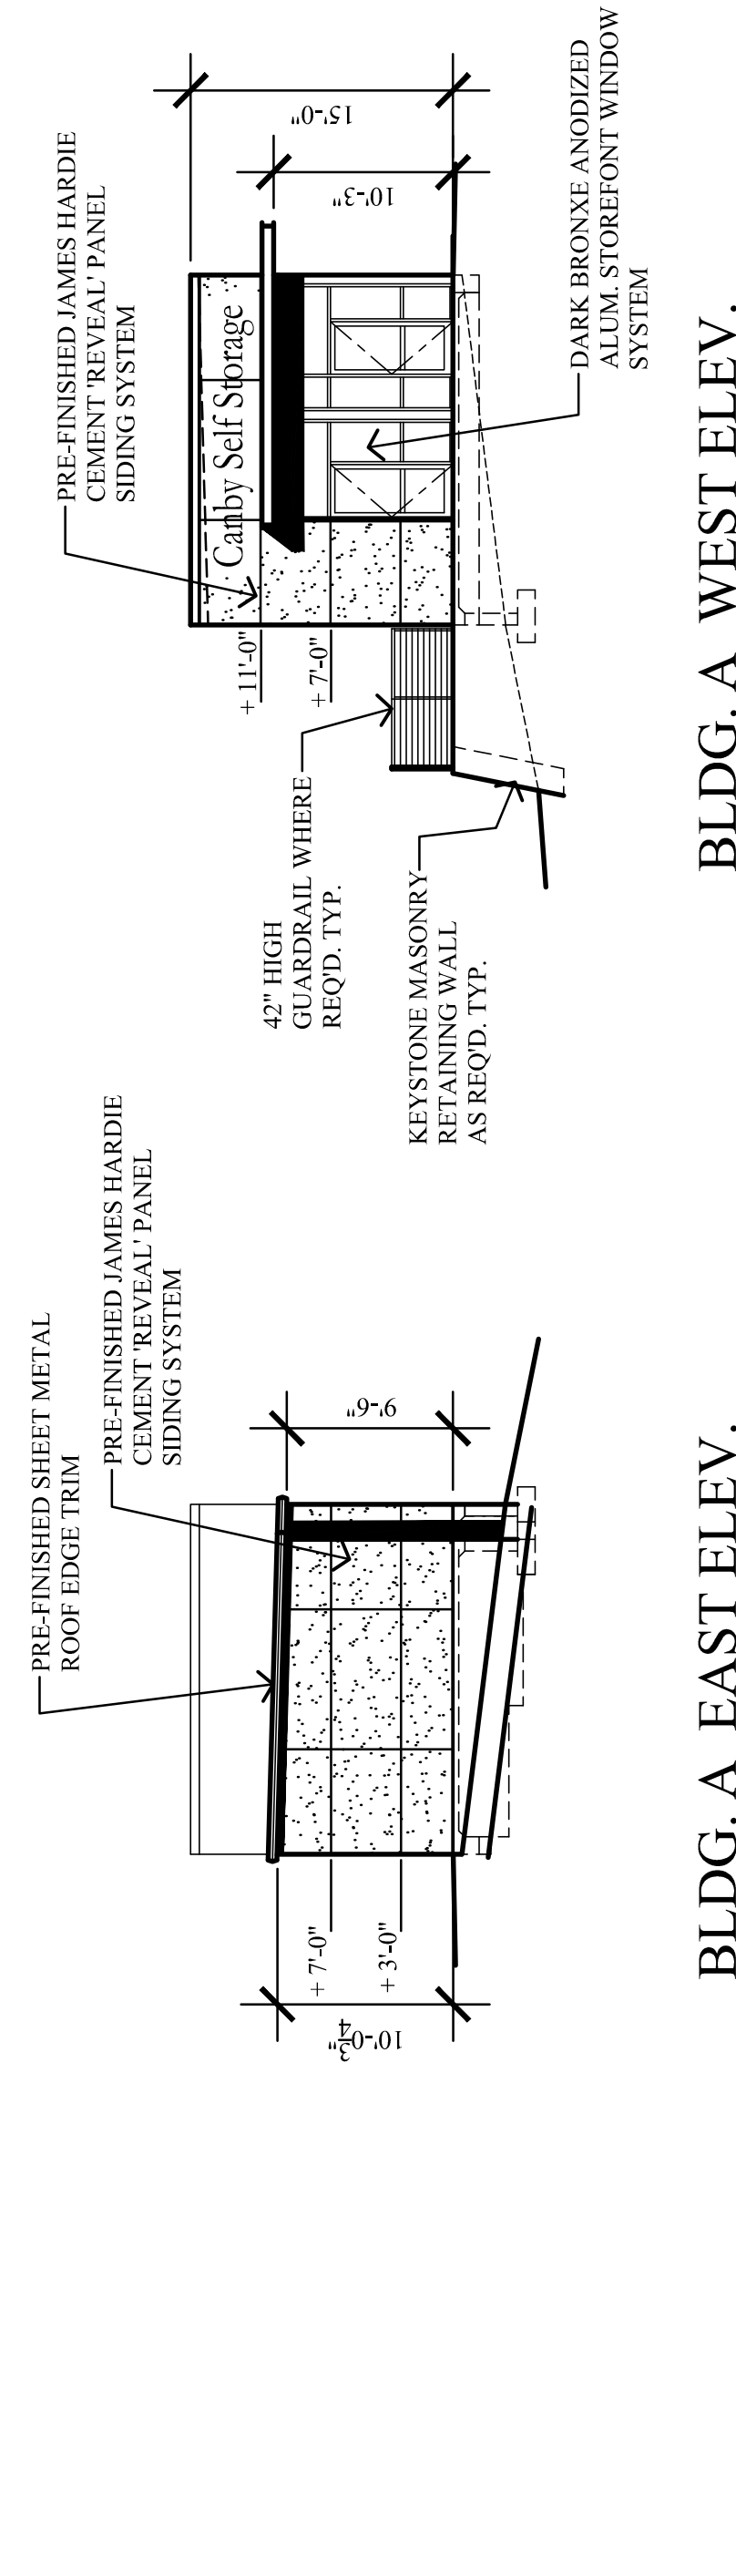 PRE-FINISHED SHEET METAL
ROOF EDGE TRIM
PRE-FINISHED JAMES HARDIE
CEMENT 'REVEAL' PANEL
SIDING SYSTEM
+ 7'-0"
+ 3'-0"
10'-0 3/4"
9'-6"
BLDG. A EAST ELEV.
PRE-FINISHED JAMES HARDIE
CEMENT 'REVEAL' PANEL
SIDING SYSTEM
Canby Self Storage
+ 11'-0"
+ 7'-0"
42" HIGH
GUARDRAIL WHERE
REQ'D. TYP.
KEYSTONE MASONRY
RETAINING WALL
AS REQ'D. TYP.
15'-0"
10'-3"
DARK BRONXE ANODIZED
ALUM. STOREFONT WINDOW
SYSTEM
BLDG. A WEST ELEV.